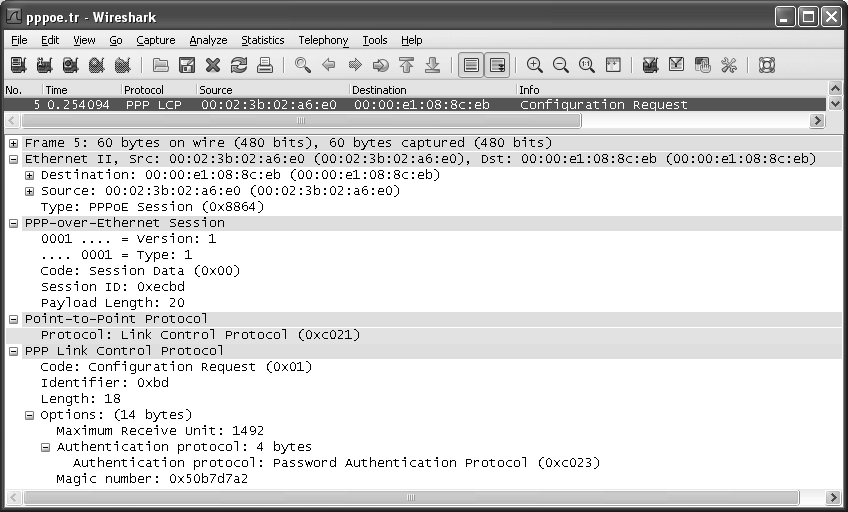 pppoe.tr - Wireshark
File Edit View Go Capture Analyze Statistics Telephony Tools Help
No. Time Protocol Source Destination Info
5 0.254094 PPP LCP 00:02:3b:02:a6:e0 00:00:e1:08:8c:eb Configuration Request
Frame 5: 60 bytes on wire (480 bits), 60 bytes captured (480 bits)
Ethernet II, Src: 00:02:3b:02:a6:e0 (00:02:3b:02:a6:e0), Dst: 00:00:e1:08:8c:eb (00:00:e1:08:8c:eb)
Destination: 00:00:e1:08:8c:eb (00:00:e1:08:8c:eb)
Source: 00:02:3b:02:a6:e0 (00:02:3b:02:a6:e0)
Type: PPPoE Session (0x8864)
PPP-over-Ethernet Session
0001 .... = Version: 1
.... 0001 = Type: 1
Code: Session Data (0x00)
Session ID: 0xecbd
Payload Length: 20
Point-to-Point Protocol
Protocol: Link Control Protocol (0xc021)
PPP Link Control Protocol
Code: Configuration Request (0x01)
Identifier: 0xbd
Length: 18
Options: (14 bytes)
Maximum Receive Unit: 1492
Authentication protocol: 4 bytes
Authentication protocol: Password Authentication Protocol (0xc023)
Magic number: 0x50b7d7a2